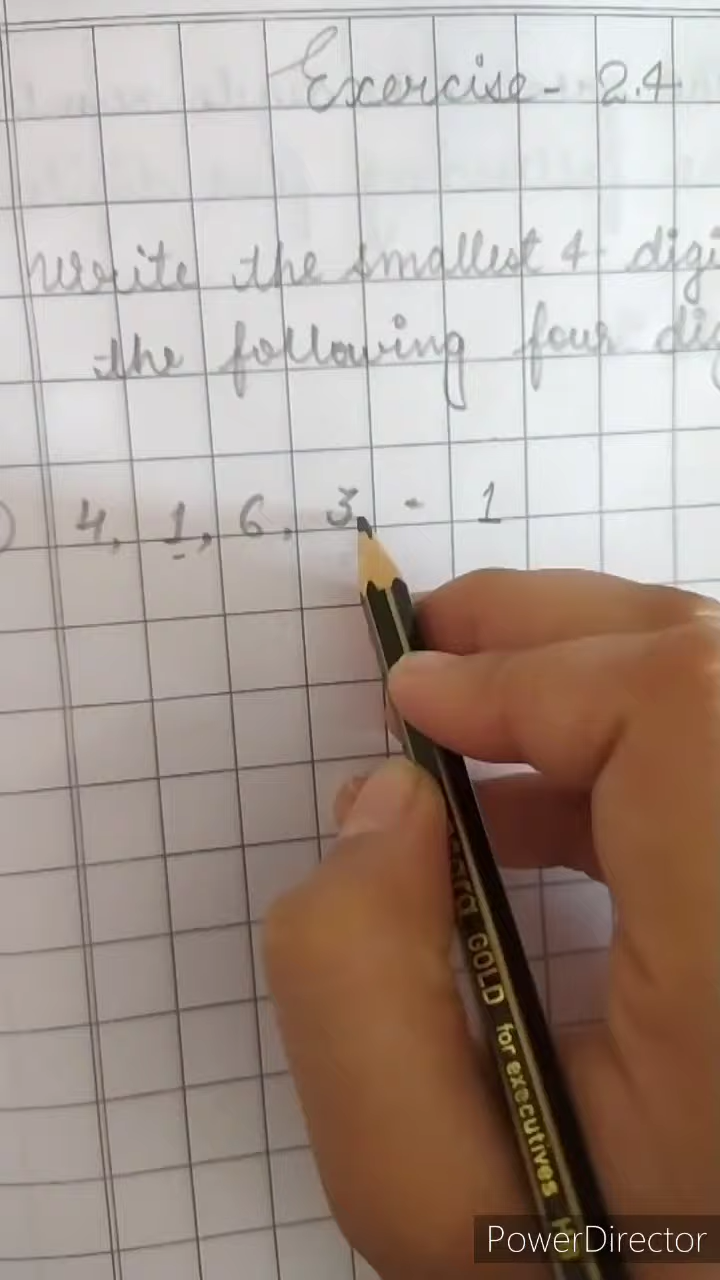 Exercise - 2.4
Write the smallest 4- digi
the following four dig
) 4, 1, 6, 3, - 1
GOLD for executives H
PowerDirector